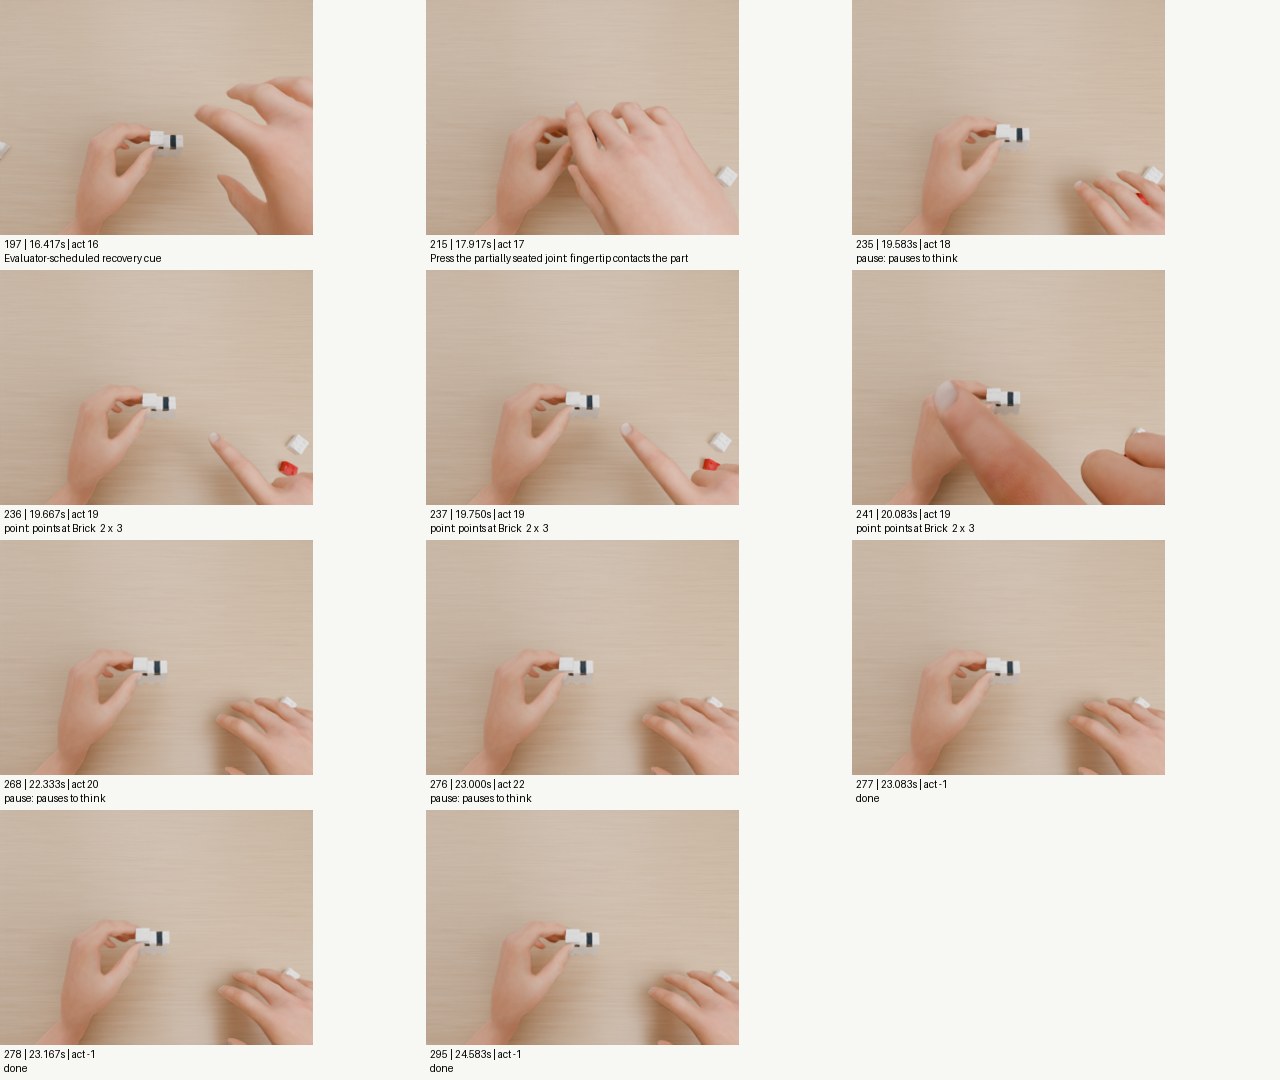 197 | 16.417s | act 16
Evaluator-scheduled recovery cue
215 | 17.917s | act 17
Press the partially seated joint: fingertip contacts the part
235 | 19.583s | act 18
pause: pauses to think
236 | 19.667s | act 19
point: points at Brick 2 x 3
237 | 19.750s | act 19
point: points at Brick 2 x 3
241 | 20.083s | act 19
point: points at Brick 2 x 3
268 | 22.333s | act 20
pause: pauses to think
276 | 23.000s | act 22
pause: pauses to think
277 | 23.083s | act -1
done
278 | 23.167s | act -1
done
295 | 24.583s | act -1
done